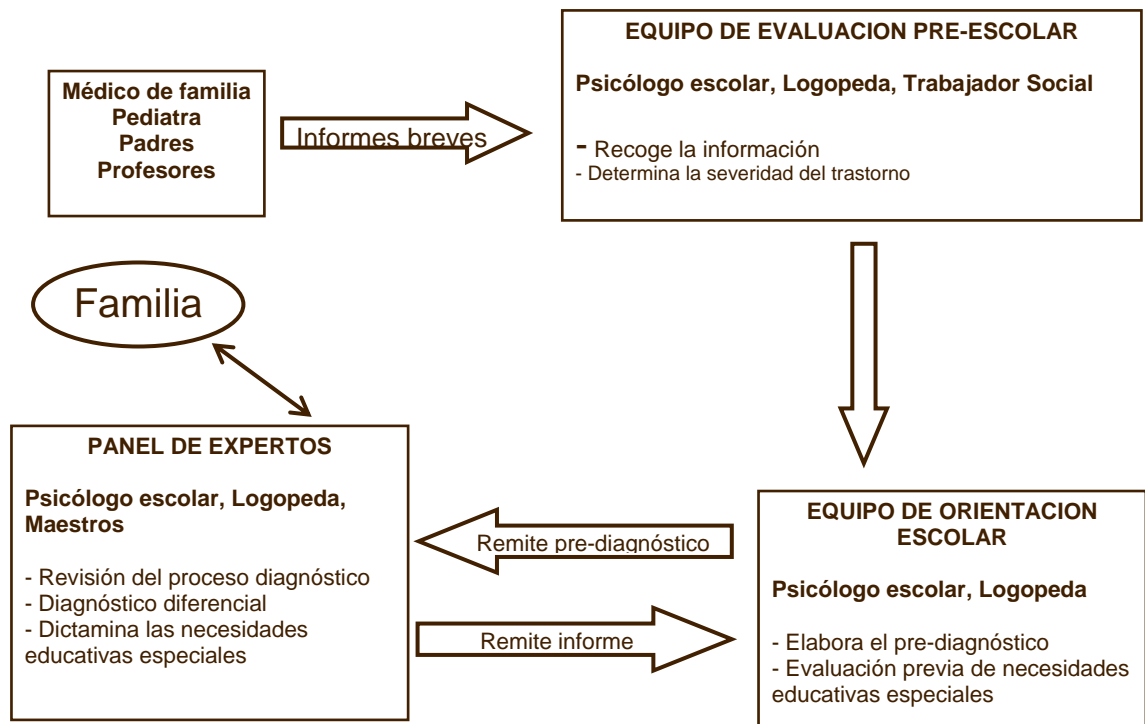 Médico de familia
Pediatra
Padres
Profesores
Informes breves
EQUIPO DE EVALUACION PRE-ESCOLAR
Psicólogo escolar, Logopeda, Trabajador Social
- Recoge la información
- Determina la severidad del trastorno
Familia
PANEL DE EXPERTOS
Psicólogo escolar, Logopeda,
Maestros
- Revisión del proceso diagnóstico
- Diagnóstico diferencial
- Dictamina las necesidades
educativas especiales
Remite pre-diagnóstico
Remite informe
EQUIPO DE ORIENTACION
ESCOLAR
Psicólogo escolar, Logopeda
- Elabora el pre-diagnóstico
- Evaluación previa de necesidades
educativas especiales